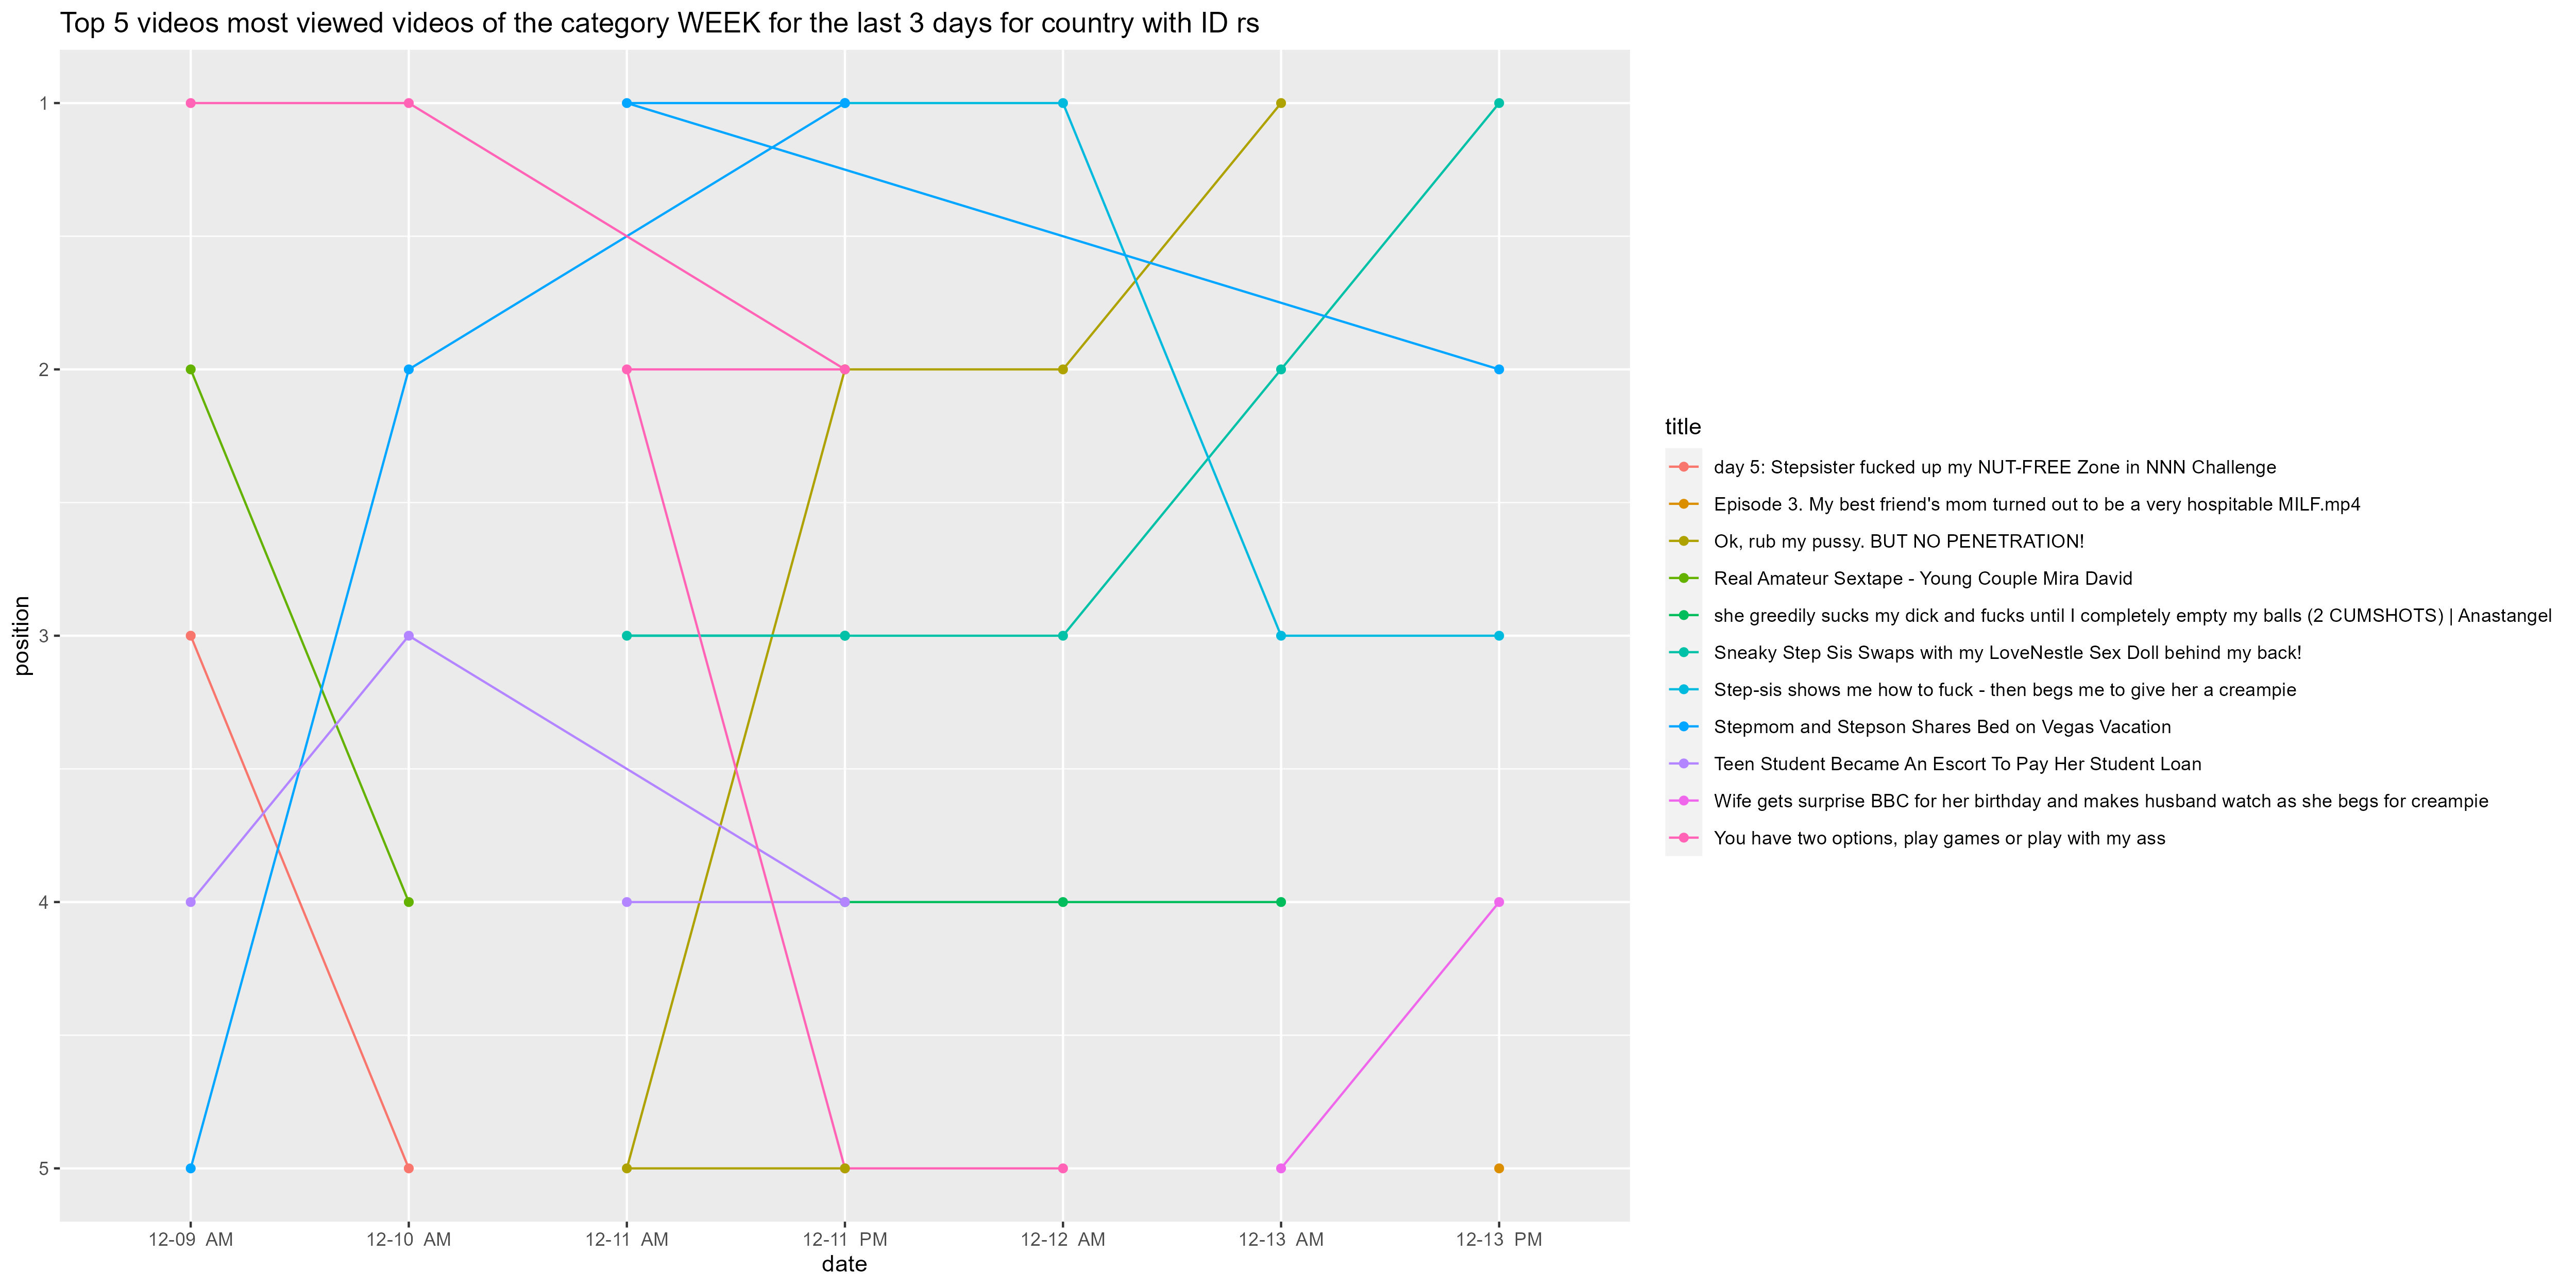 Top 5 videos most viewed videos of the category WEEK for the last 3 days for country with ID rs
position
1
2
3
4
5
12-09 AM
12-10 AM
12-11 AM
12-11 PM
12-12 AM
12-13 AM
12-13 PM
date
title
day 5: Stepsister fucked up my NUT-FREE Zone in NNN Challenge
Episode 3. My best friend's mom turned out to be a very hospitable MILF.mp4
Ok, rub my pussy. BUT NO PENETRATION!
Real Amateur Sextape - Young Couple Mira David
she greedily sucks my dick and fucks until I completely empty my balls (2 CUMSHOTS) | Anastangel
Sneaky Step Sis Swaps with my LoveNestle Sex Doll behind my back!
Step-sis shows me how to fuck - then begs me to give her a creampie
Stepmom and Stepson Shares Bed on Vegas Vacation
Teen Student Became An Escort To Pay Her Student Loan
Wife gets surprise BBC for her birthday and makes husband watch as she begs for creampie
You have two options, play games or play with my ass